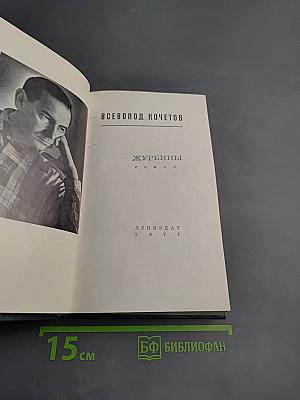 ВСЕВОЛОД КОЧЕТОВ
ЖУРБИНЫ
РОМАН
ЛЕНИЗДАТ
1977
15 см
БФ БИБЛИОФАН